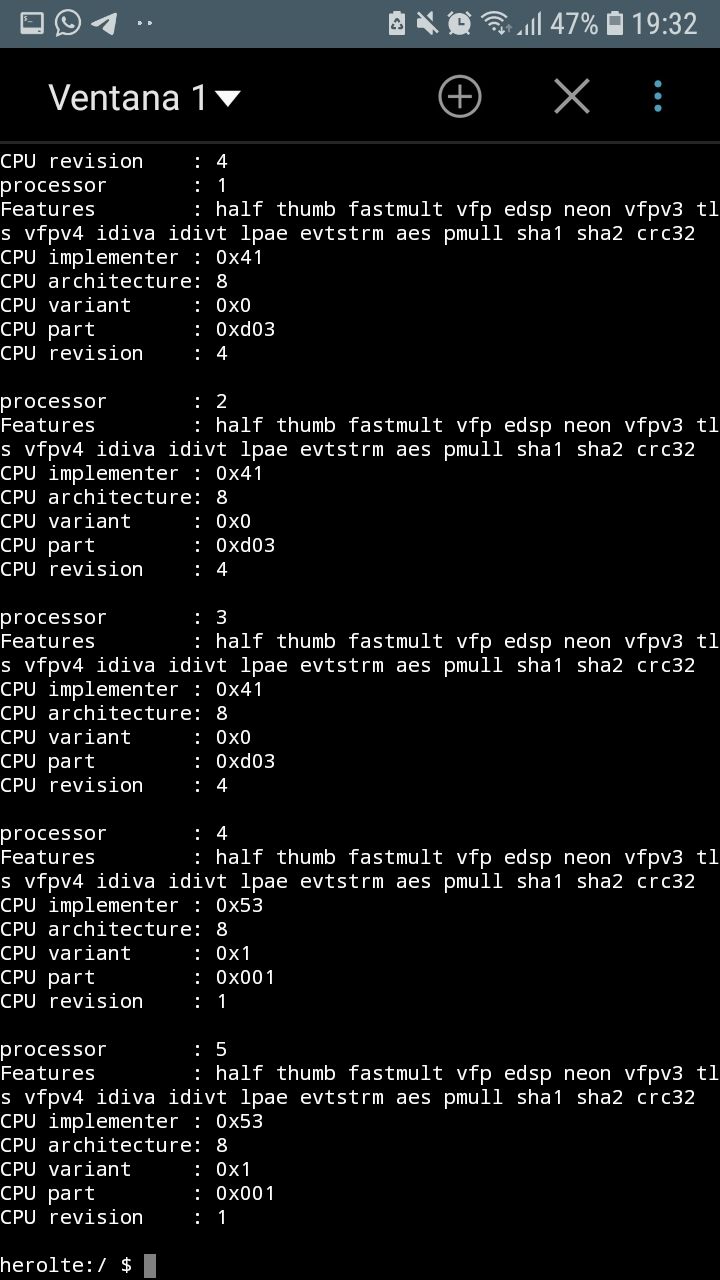 47% 19:32
Ventana 1
CPU revision    : 4
processor       : 1
Features        : half thumb fastmult vfp edsp neon vfpv3 tl
s vfpv4 idiva idivt lpae evtstrm aes pmull sha1 sha2 crc32
CPU implementer : 0x41
CPU architecture: 8
CPU variant     : 0x0
CPU part        : 0xd03
CPU revision    : 4
processor       : 2
Features        : half thumb fastmult vfp edsp neon vfpv3 tl
s vfpv4 idiva idivt lpae evtstrm aes pmull sha1 sha2 crc32
CPU implementer : 0x41
CPU architecture: 8
CPU variant     : 0x0
CPU part        : 0xd03
CPU revision    : 4
processor       : 3
Features        : half thumb fastmult vfp edsp neon vfpv3 tl
s vfpv4 idiva idivt lpae evtstrm aes pmull sha1 sha2 crc32
CPU implementer : 0x41
CPU architecture: 8
CPU variant     : 0x0
CPU part        : 0xd03
CPU revision    : 4
processor       : 4
Features        : half thumb fastmult vfp edsp neon vfpv3 tl
s vfpv4 idiva idivt lpae evtstrm aes pmull sha1 sha2 crc32
CPU implementer : 0x53
CPU architecture: 8
CPU variant     : 0x1
CPU part        : 0x001
CPU revision    : 1
processor       : 5
Features        : half thumb fastmult vfp edsp neon vfpv3 tl
s vfpv4 idiva idivt lpae evtstrm aes pmull sha1 sha2 crc32
CPU implementer : 0x53
CPU architecture: 8
CPU variant     : 0x1
CPU part        : 0x001
CPU revision    : 1
herolte:/ $